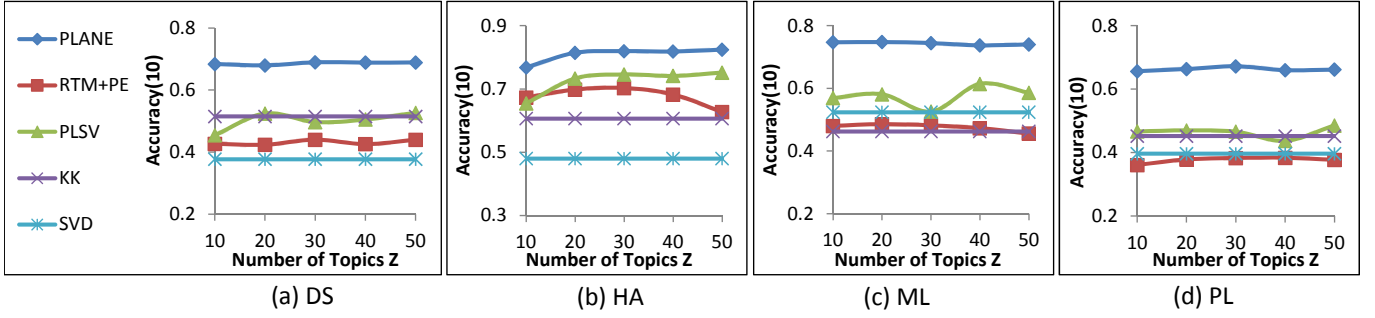 PLANE
RTM+PE
PLSV
KK
SVD
Accuracy(10)
0.8
0.6
0.4
0.2
10 20 30 40 50
Number of Topics Z
(a) DS
Accuracy(10)
0.9
0.7
0.5
0.3
10 20 30 40 50
Number of Topics Z
(b) HA
Accuracy(10)
0.8
0.6
0.4
0.2
10 20 30 40 50
Number of Topics Z
(c) ML
Accuracy(10)
0.8
0.6
0.4
0.2
10 20 30 40 50
Number of Topics Z
(d) PL